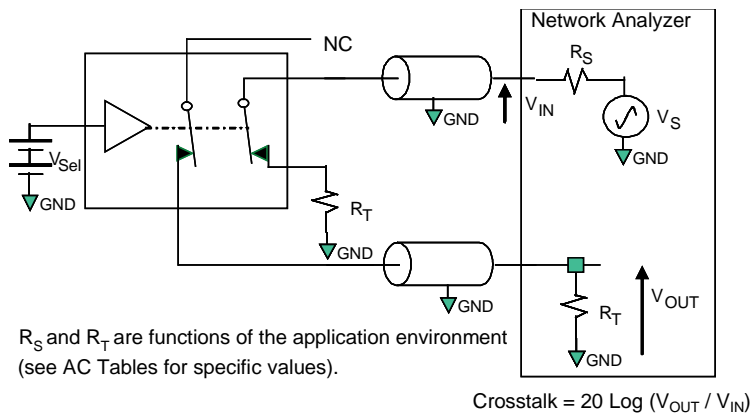 Network Analyzer
NC
R_S
V_IN
V_S
GND
GND
V_Sel
GND
R_T
GND
GND
R_T
V_OUT
GND
R_S and R_T are functions of the application environment
(see AC Tables for specific values).
Crosstalk = 20 Log (V_OUT / V_IN)